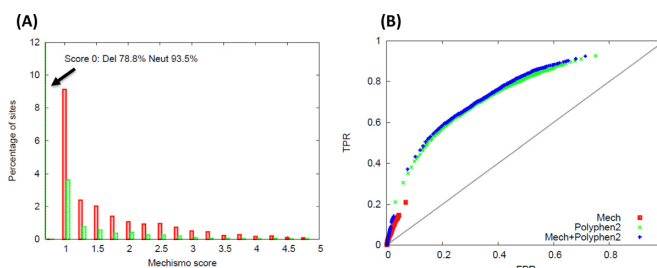 (A)
12
10
8
6
4
2
0
Percentage of sites
Score 0: Del 78.8% Neut 93.5%
1 1.5 2 2.5 3 3.5 4 4.5 5
Mechismo score
(B)
1
0.8
0.6
0.4
0.2
0
TPR
Mech
Polyphen2
Mech+Polyphen2
0 0.2 0.4 0.6 0.8
FPR